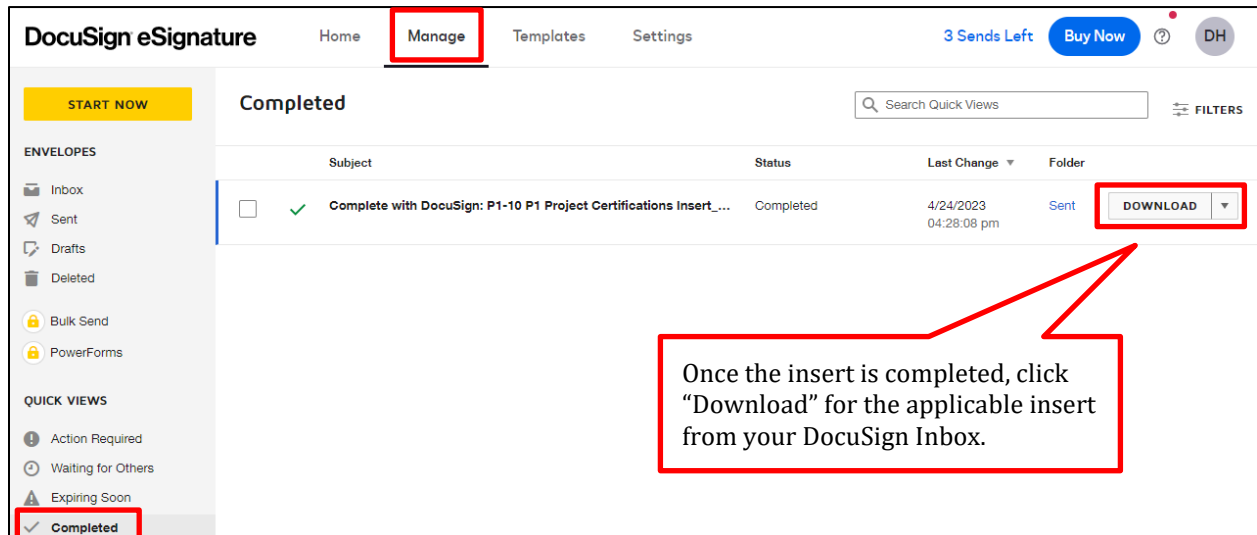 DocuSign eSignature Home Manage Templates Settings 3 Sends Left Buy Now ? DH
START NOW
Completed
Search Quick Views
FILTERS
ENVELOPES
Subject Status Last Change ▼ Folder
Inbox
Sent
Drafts
Deleted
Complete with DocuSign: P1-10 P1 Project Certifications Insert_... Completed 4/24/2023 Sent DOWNLOAD ▼
04:28:08 pm
Bulk Send
PowerForms
QUICK VIEWS
Action Required
Waiting for Others
Expiring Soon
Completed
Once the insert is completed, click
“Download” for the applicable insert
from your DocuSign Inbox.